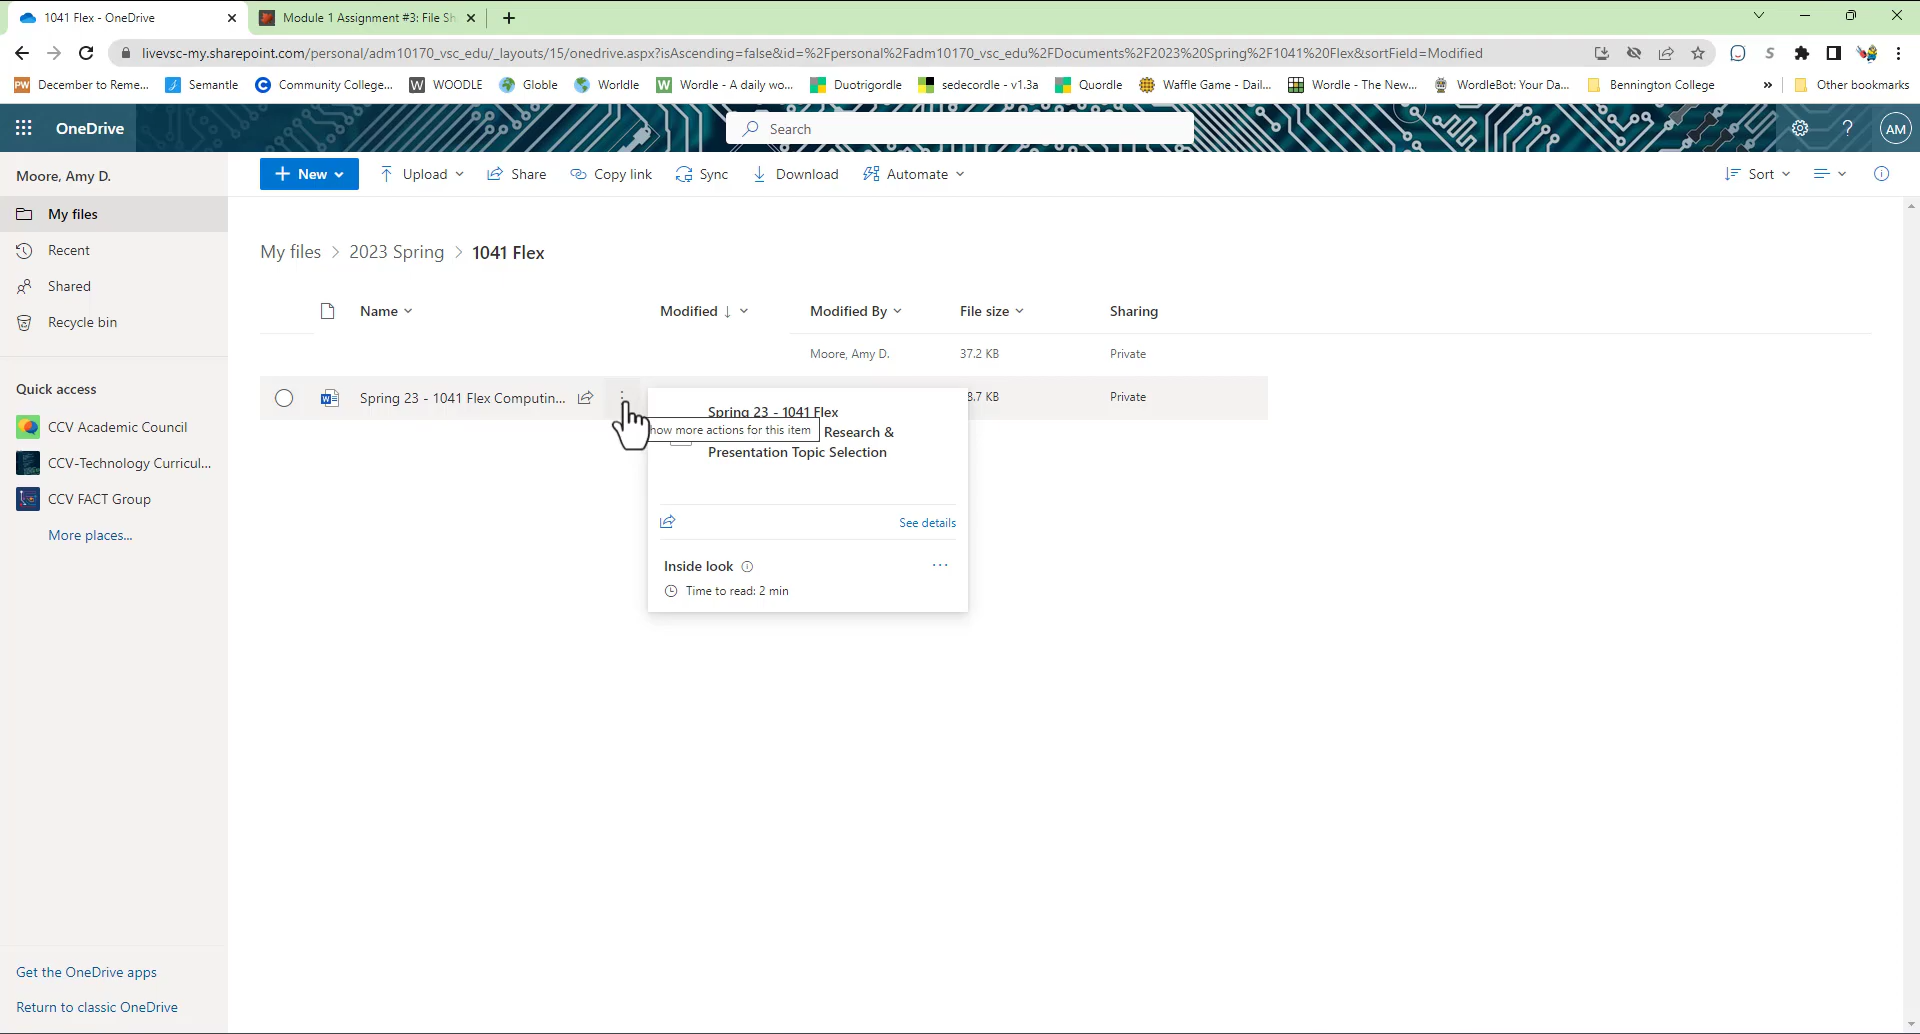 1041 Flex - OneDrive
Module 1 Assignment #3: File Sh
livevsc-my.sharepoint.com/personal/adm10170_vsc_edu/_layouts/15/onedrive.aspx?isAscending=false&id=%2Fpersonal%2Fadm10170_vsc_edu%2FDocuments%2F2023%20Spring%2F1041%20Flex&sortField=Modified
December to Reme... Semantle Community College... WOODLE Globle Worldle Wordle - A daily wo... Duotrigordle sedecordle - v1.3a Quordle Waffle Game - Dail... Wordle - The New... WordleBot: Your Da... Bennington College » Other bookmarks
OneDrive
Search
? AM
Moore, Amy D.
New Upload Share Copy link Sync Download Automate Sort
My files
Recent
Shared
Recycle bin
Quick access
CCV Academic Council
CCV-Technology Curricul...
CCV FACT Group
More places...
Get the OneDrive apps
Return to classic OneDrive
My files > 2023 Spring > 1041 Flex
Name Modified ↓ Modified By File size Sharing
Moore, Amy D. 37.2 KB Private
Spring 23 - 1041 Flex Computin... 8.7 KB Private
Spring 23 - 1041 Flex
how more actions for this item
Research &
Presentation Topic Selection
See details
Inside look
Time to read: 2 min